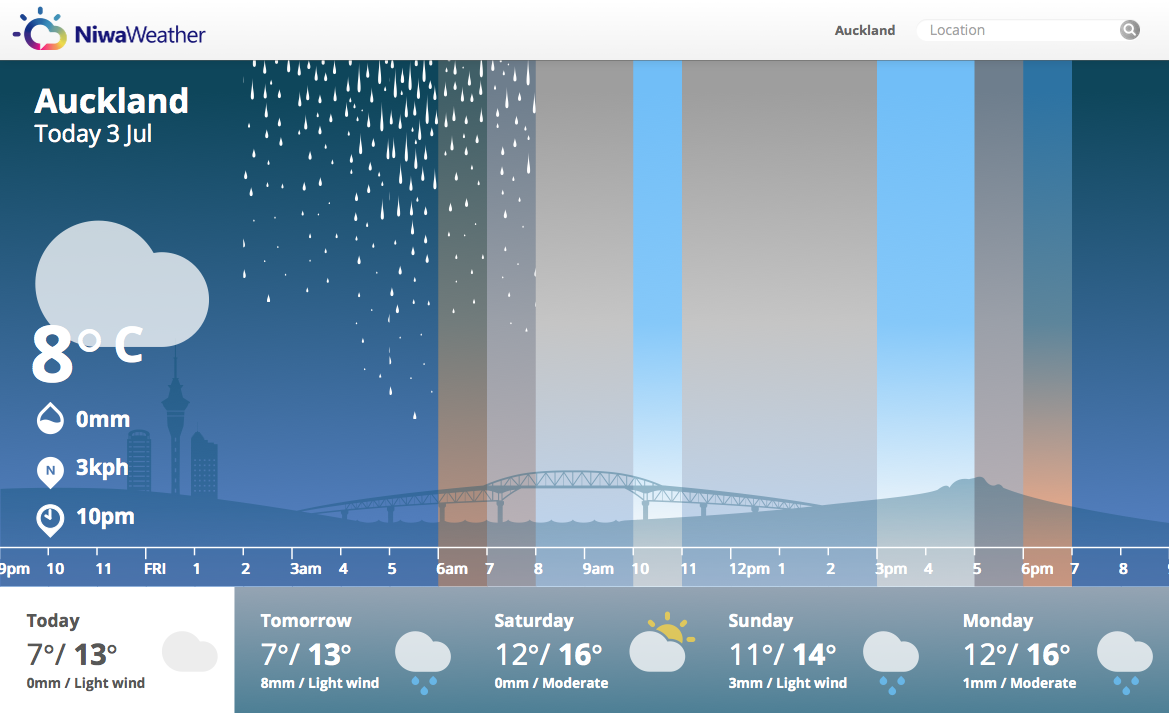 NiwaWeather
Auckland
Location
Auckland
Today 3 Jul
8° C
0mm
N
3kph
10pm
9pm 10 11 FRI 1 2 3am 4 5 6am 7 8 9am 10 11 12pm 1 2 3pm 4 5 6pm 7 8
Today
7°/ 13°
0mm / Light wind
Tomorrow
7°/ 13°
8mm / Light wind
Saturday
12°/ 16°
0mm / Moderate
Sunday
11°/ 14°
3mm / Light wind
Monday
12°/ 16°
1mm / Moderate